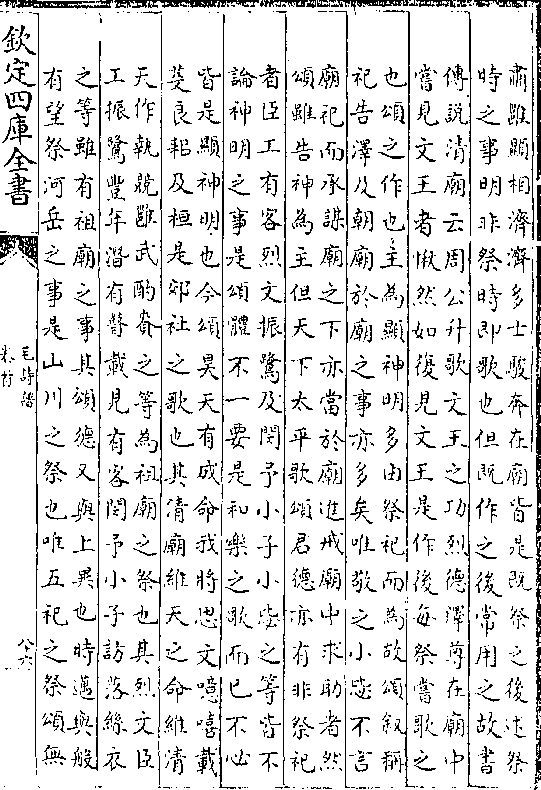 肅雝顯相濟濟多士駿奔在廟皆是既祭之後述祭
時之事明非祭時即歌也但既作之後常用之故書
傳說清廟云周公升歌文王之功烈德澤尊在廟中
嘗見文王者愀然如復見文王是作後每祭嘗歌之
也頌之作也主為顯神明多由祭祀而為故頌叙稱
祀告澤及朝廟於廟之事亦多矣唯敬之小毖不言
廟祀而承謀廟之下亦當於廟進戒廟中求助者然
頌雖告神為主但天下太平歌頌君德亦有非祭祀
者臣工有客烈文振鷺及閔予小子小毖之等皆不
論神明之事是頌體不一要是和樂之歌而已不必
皆是顯神明也今頌昊天有成命我將思文噫嘻載
芟良耜及桓是郊社之歌也其清廟維天之命維清
天作執競雝武酌賚之等為祖廟之祭也其烈文臣
工振鷺豐年潛有瞽載見有客閔予小子訪落絲衣
之等雖有祖廟之事其頌德又與上異也時邁與般
有望祭河岳之事是山川之祭也唯五祀之祭頌無
欽定四庫全書
毛詩譜